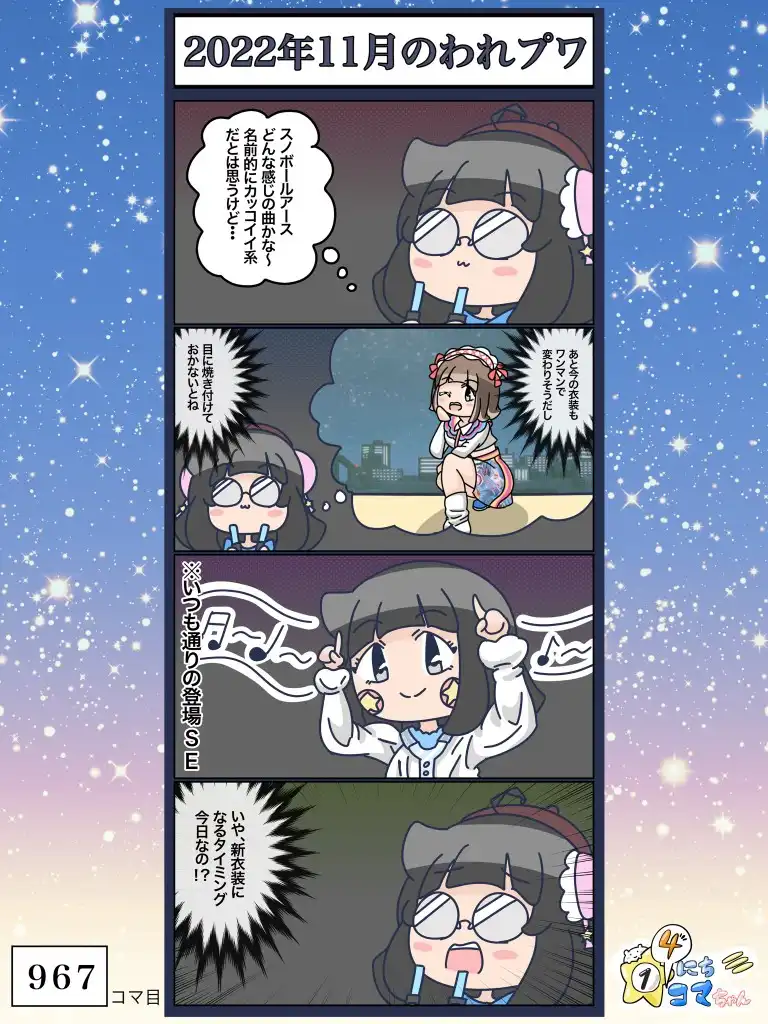 2022年11月のわれプワ
スノボールアース
どんな感じの曲かな～
名前的にカッコイイ系
だとは思うけど…
あと今の衣装も
ワンマンで
変わりそうだし
目に焼き付けて
おかないとね
※いつも通りの登場SE
いや、新衣装に
なるタイミング
今日なの!?
967
コマ目
1
4
にち
コマ
ちゃん